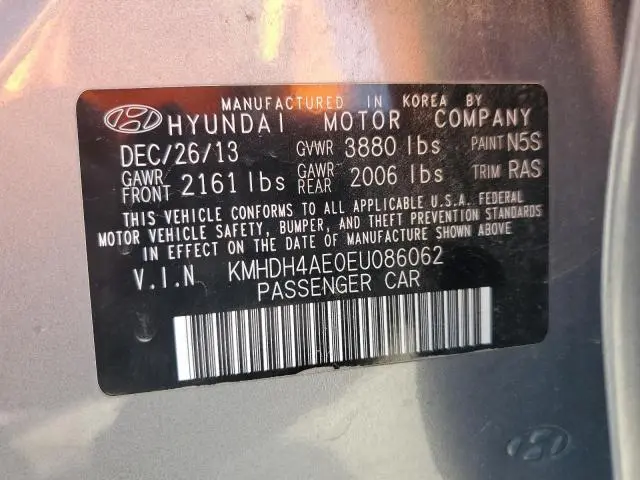 MANUFACTURED IN KOREA BY
HYUNDAI MOTOR COMPANY
DEC/26/13 GVWR 3880 lbs PAINT N5S
GAWR FRONT 2161 lbs GAWR REAR 2006 lbs TRIM RAS
THIS VEHICLE CONFORMS TO ALL APPLICABLE U.S.A. FEDERAL
MOTOR VEHICLE SAFETY, BUMPER, AND THEFT PREVENTION STANDARDS
IN EFFECT ON THE DATE OF MANUFACTURE SHOWN ABOVE.
V.I.N KMHDH4AE0EU086062
PASSENGER CAR